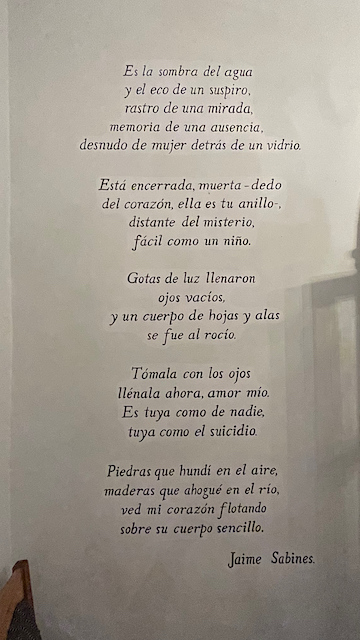 Es la sombra del agua
y el eco de un suspiro,
rastro de una mirada,
memoria de una ausencia,
desnudo de mujer detrás de un vidrio.
Está encerrada, muerta-dedo
del corazón, ella es tu anillo-,
distante del misterio,
fácil como un niño.
Gotas de luz llenaron
ojos vacíos,
y un cuerpo de hojas y alas
se fue al rocío.
Tómala con los ojos
llénala ahora, amor mío.
Es tuya como de nadie,
tuya como el suicidio.
Piedras que hundí en el aire,
maderas que ahogué en el río,
ved mi corazón flotando
sobre su cuerpo sencillo.
Jaime Sabines.